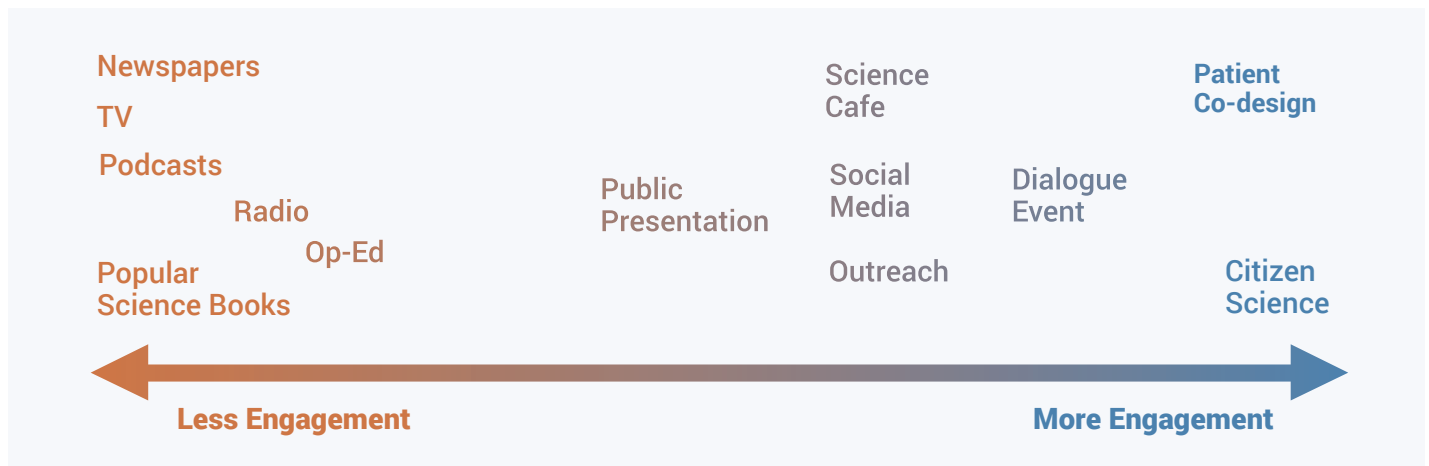 Newspapers
TV
Podcasts
Radio
Op-Ed
Popular
Science Books
Public
Presentation
Science
Cafe
Social
Media
Outreach
Dialogue
Event
Patient
Co-design
Citizen
Science
Less Engagement
More Engagement